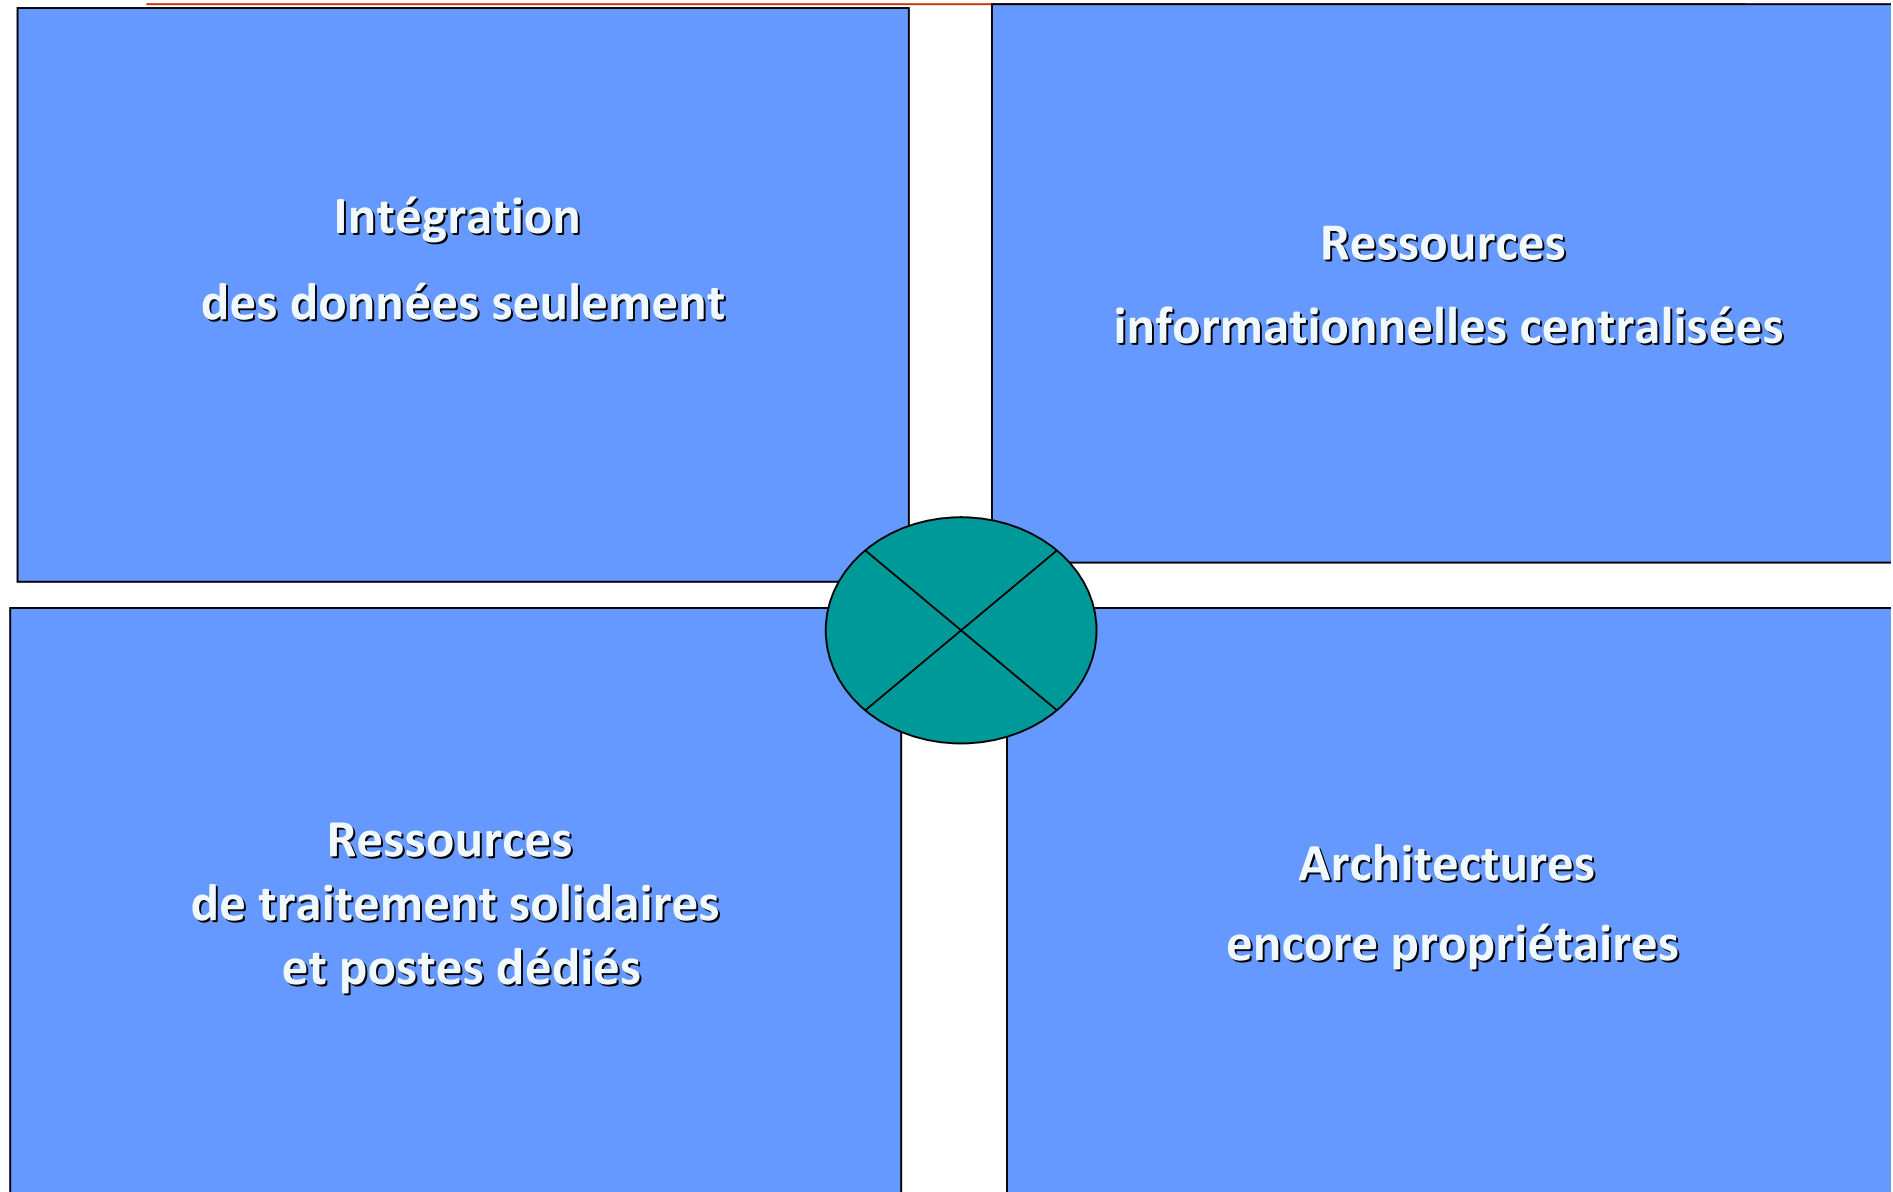 Intégration
des données seulement
Ressources
informationnelles centralisées
Ressources
de traitement solidaires
et postes dédiés
Architectures
encore propriétaires